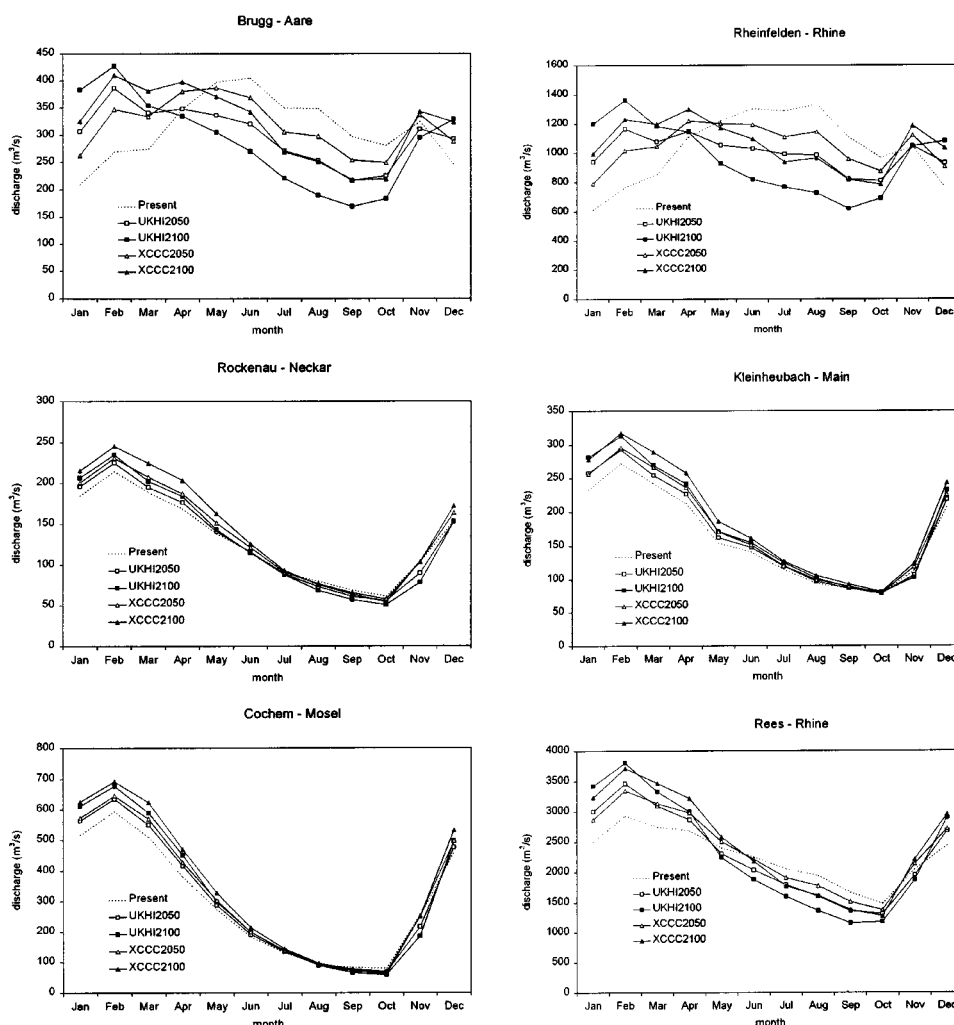 Brugg - Aare
discharge (m³/s)
450
400
350
300
250
200
150
100
50
0
Present
UKHI2050
UKHI2100
XCCC2050
XCCC2100
Jan Feb Mar Apr May Jun Jul Aug Sep Oct Nov Dec
month
Rheinfelden - Rhine
discharge (m³/s)
1600
1400
1200
1000
800
600
400
200
0
Present
UKHI2050
UKHI2100
XCCC2050
XCCC2100
Jan Feb Mar Apr May Jun Jul Aug Sep Oct Nov Dec
month
Rockenau - Neckar
discharge (m³/s)
300
250
200
150
100
50
0
Present
UKHI2050
UKHI2100
XCCC2050
XCCC2100
Jan Feb Mar Apr May Jun Jul Aug Sep Oct Nov Dec
month
Kleinheubach - Main
discharge (m³/s)
350
300
250
200
150
100
50
0
Present
UKHI2050
UKHI2100
XCCC2050
XCCC2100
Jan Feb Mar Apr May Jun Jul Aug Sep Oct Nov Dec
month
Cochem - Mosel
discharge (m³/s)
800
700
600
500
400
300
200
100
0
Present
UKHI2050
UKHI2100
XCCC2050
XCCC2100
Jan Feb Mar Apr May Jun Jul Aug Sep Oct Nov Dec
month
Rees - Rhine
discharge (m³/s)
4000
3500
3000
2500
2000
1500
1000
500
0
Present
UKHI2050
UKHI2100
XCCC2050
XCCC2100
Jan Feb Mar Apr May Jun Jul Aug Sep Oct Nov Dec
month